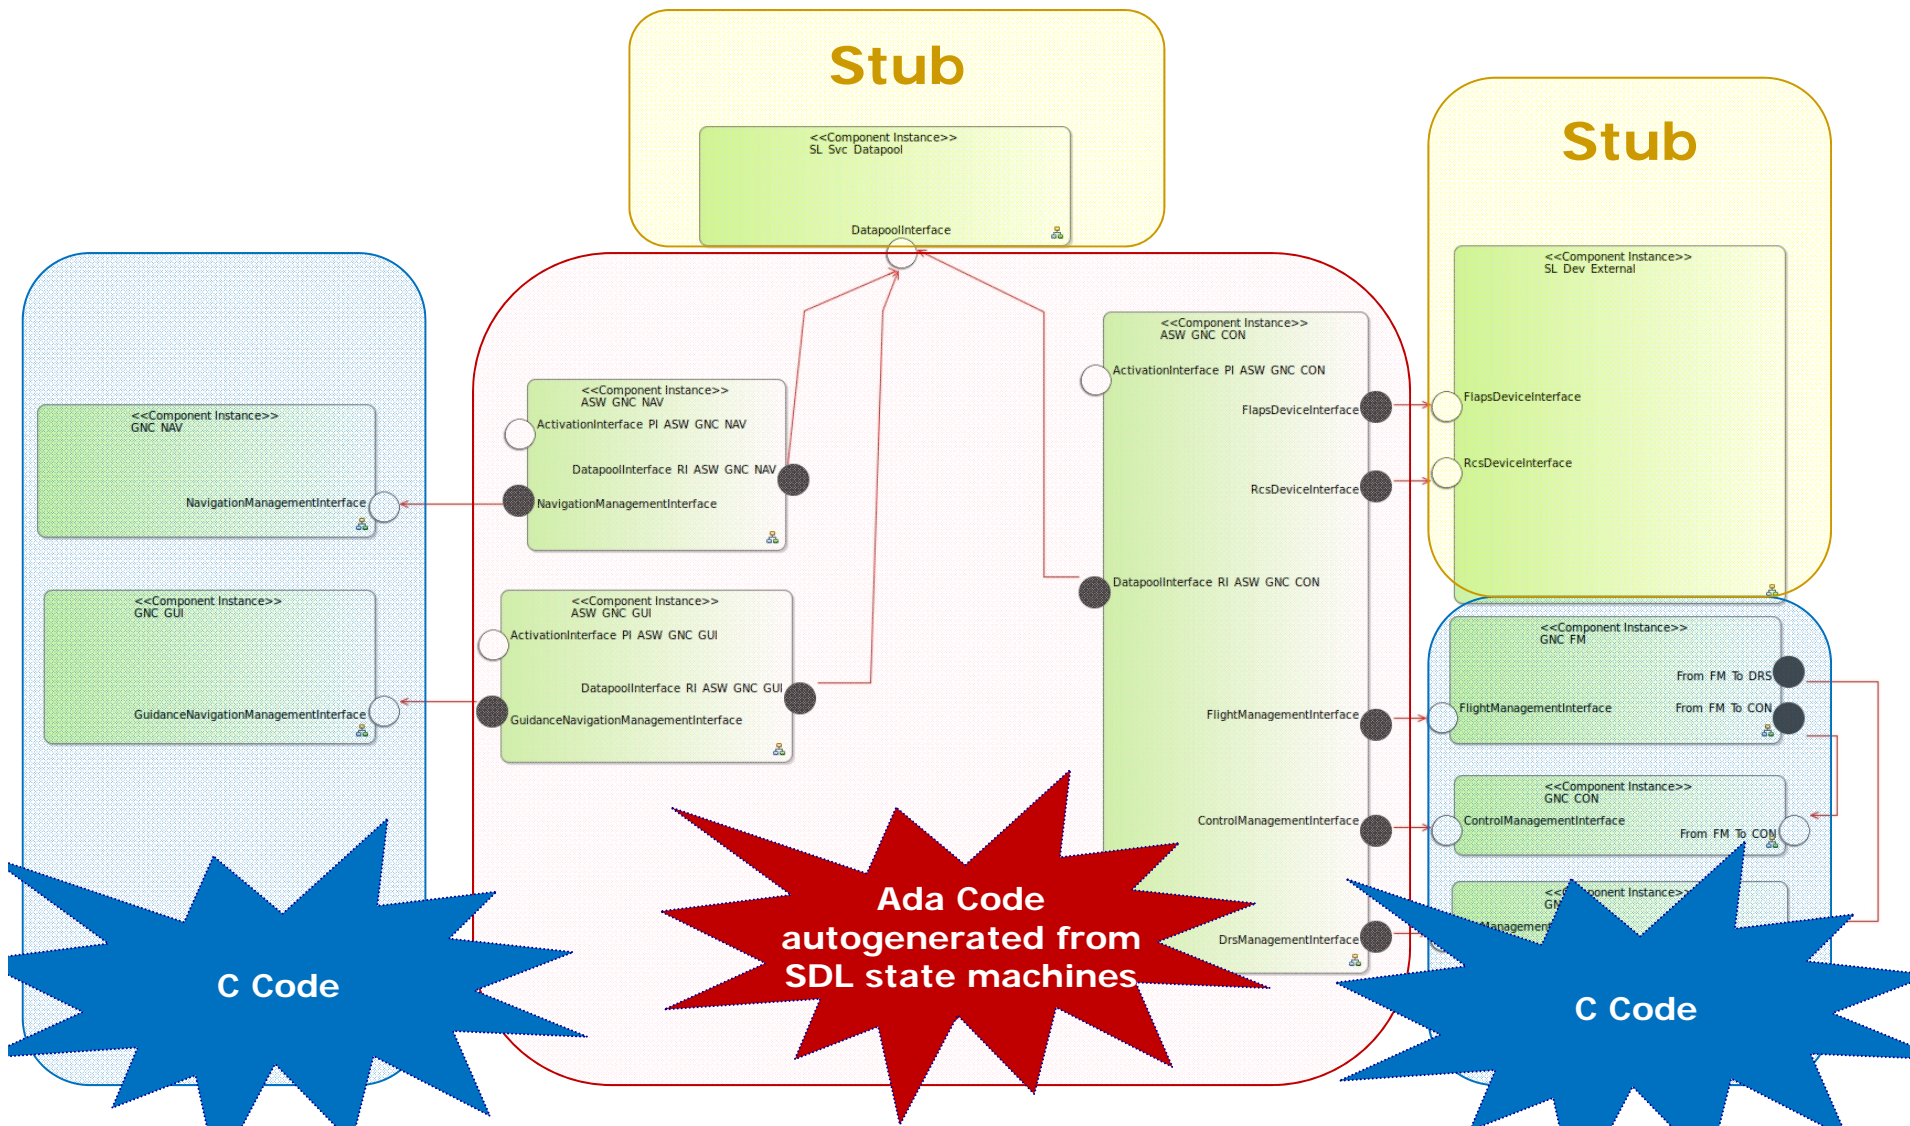 Stub
<<Component Instance>>
SL Svc Datapool
DatapoolInterface
Stub
<<Component Instance>>
SL Dev External
FlapsDeviceInterface
RcsDeviceInterface
<<Component Instance>>
GNC NAV
NavigationManagementInterface
<<Component Instance>>
GNC GUI
GuidanceNavigationManagementInterface
C Code
<<Component Instance>>
ASW GNC NAV
ActivationInterface PI ASW GNC NAV
DatapoolInterface RI ASW GNC NAV
NavigationManagementInterface
<<Component Instance>>
ASW GNC GUI
ActivationInterface PI ASW GNC GUI
DatapoolInterface RI ASW GNC GUI
GuidanceNavigationManagementInterface
<<Component Instance>>
ASW GNC CON
ActivationInterface PI ASW GNC CON
FlapsDeviceInterface
RcsDeviceInterface
DatapoolInterface RI ASW GNC CON
FlightManagementInterface
ControlManagementInterface
DrsManagementInterface
Ada Code
autogenerated from
SDL state machines
<<Component Instance>>
GNC FM
From FM To DRS
FlightManagementInterface
From FM To CON
<<Component Instance>>
GNC CON
ControlManagementInterface
From FM To CON
Instance>>
C Code